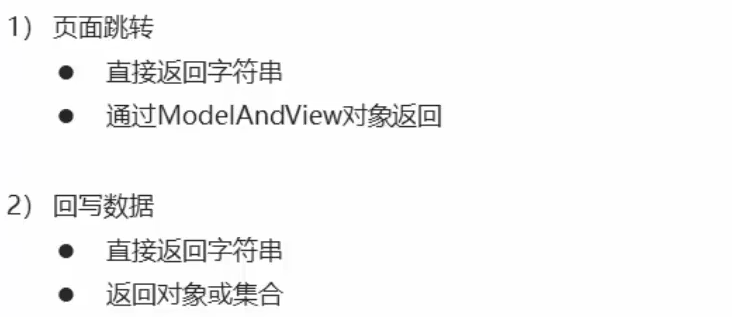 1） 页面跳转
● 直接返回字符串
● 通过ModelAndView对象返回
2） 回写数据
● 直接返回字符串
● 返回对象或集合